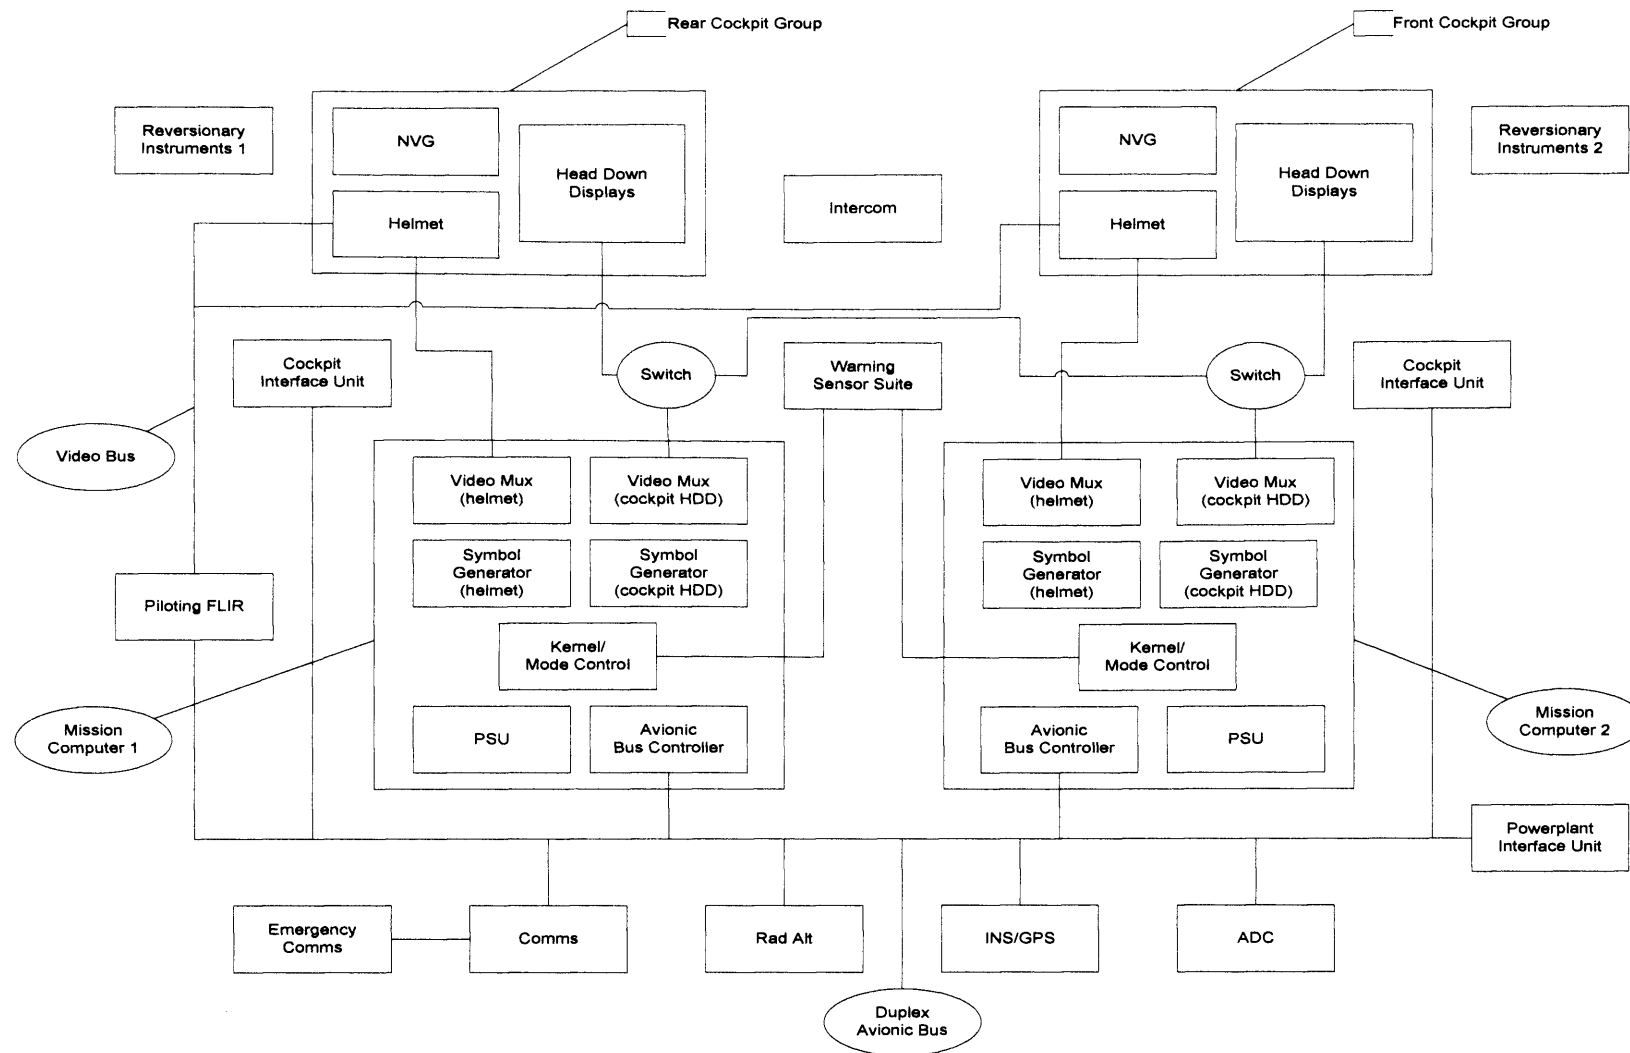 Rear Cockpit Group
Front Cockpit Group
Reversionary
Instruments 1
NVG
Head Down
Displays
Helmet
Intercom
NVG
Head Down
Displays
Helmet
Reversionary
Instruments 2
Cockpit
Interface Unit
Switch
Warning
Sensor Suite
Switch
Cockpit
Interface Unit
Video Bus
Video Mux
(helmet)
Video Mux
(cockpit HDD)
Video Mux
(helmet)
Video Mux
(cockpit HDD)
Symbol
Generator
(helmet)
Symbol
Generator
(cockpit HDD)
Symbol
Generator
(helmet)
Symbol
Generator
(cockpit HDD)
Piloting FLIR
Kernel/
Mode Control
Kernel/
Mode Control
Mission
Computer 1
PSU
Avionic
Bus Controller
Avionic
Bus Controller
PSU
Mission
Computer 2
Powerplant
Interface Unit
Emergency
Comms
Comms
Rad Alt
INS/GPS
ADC
Duplex
Avionic Bus